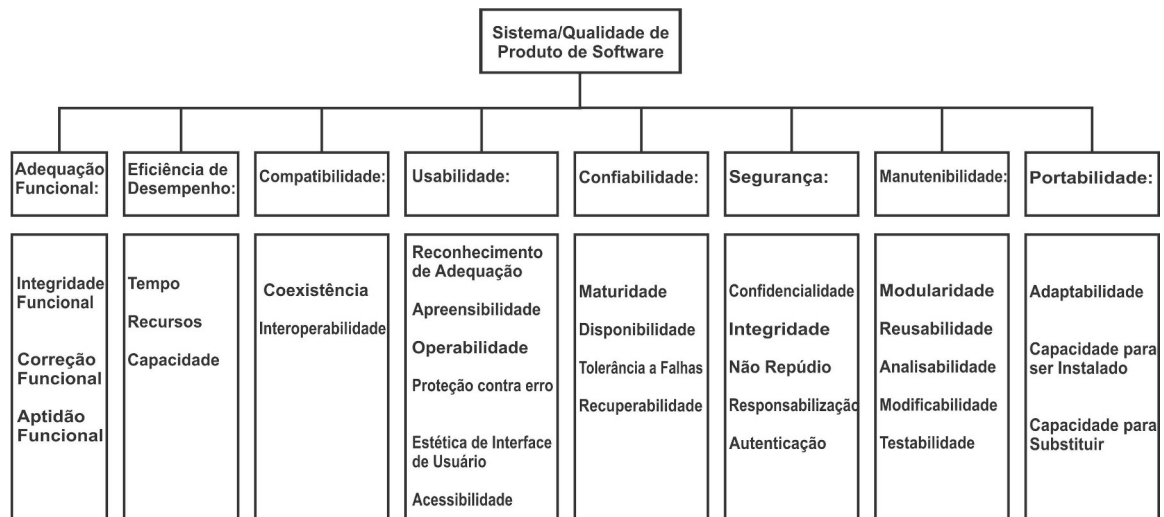 Sistema/Qualidade de
Produto de Software
Adequação
Funcional:
Eficiência de
Desempenho:
Compatibilidade:
Usabilidade:
Confiabilidade:
Segurança:
Manutenibilidade:
Portabilidade:
Integridade
Funcional
Correção
Funcional
Aptidão
Funcional
Tempo
Recursos
Capacidade
Coexistência
Interoperabilidade
Reconhecimento
de Adequação
Apreensibilidade
Operabilidade
Proteção contra erro
Estética de Interface
de Usuário
Acessibilidade
Maturidade
Disponibilidade
Tolerância a Falhas
Recuperabilidade
Confidencialidade
Integridade
Não Repúdio
Responsabilização
Autenticação
Modularidade
Reusabilidade
Analisabilidade
Modificabilidade
Testabilidade
Adaptabilidade
Capacidade para
ser Instalado
Capacidade para
Substituir